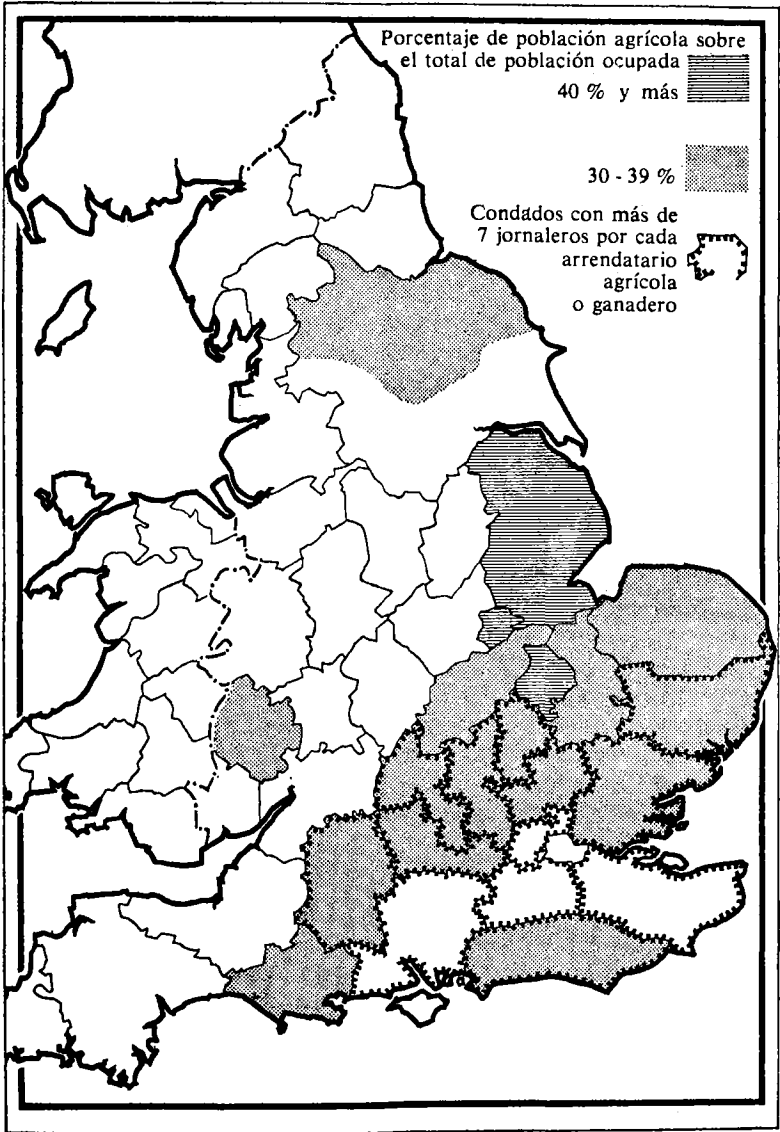 Porcentaje de población agrícola sobre
el total de población ocupada
40 % y más
30 - 39 %
Condados con más de
7 jornaleros por cada
arrendatario
agrícola
o ganadero